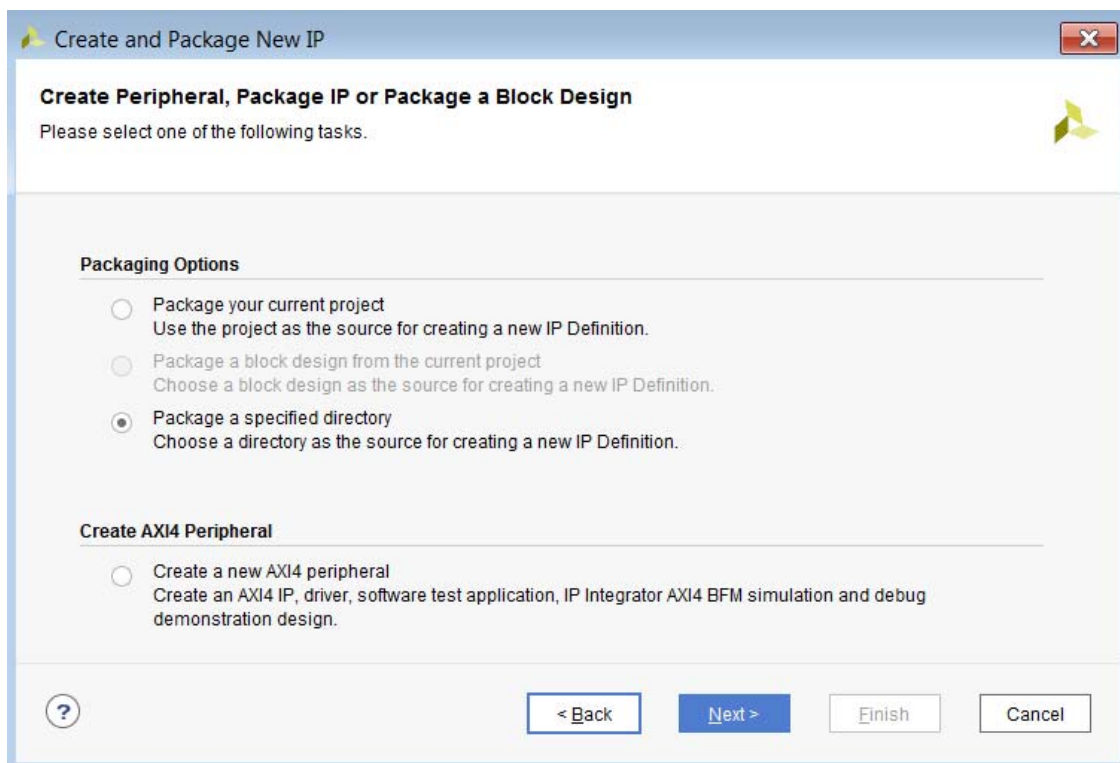 Create and Package New IP
Create Peripheral, Package IP or Package a Block Design
Please select one of the following tasks.
Packaging Options
Package your current project
Use the project as the source for creating a new IP Definition.
Package a block design from the current project
Choose a block design as the source for creating a new IP Definition.
Package a specified directory
Choose a directory as the source for creating a new IP Definition.
Create AXI4 Peripheral
Create a new AXI4 peripheral
Create an AXI4 IP, driver, software test application, IP Integrator AXI4 BFM simulation and debug
demonstration design.
? < Back Next > Finish Cancel